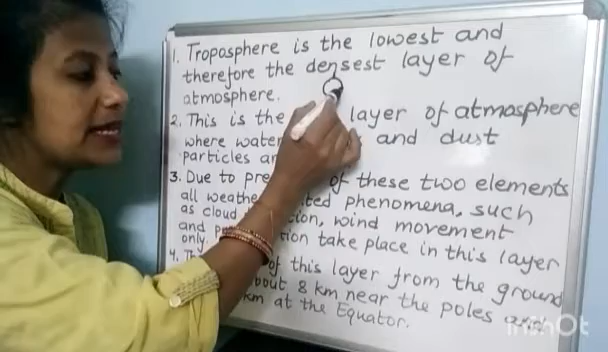 1. Troposphere is the lowest and
therefore the densest layer of
atmosphere.
2. This is the layer of atmosphere
where water and dust
particles
3. Due to of these two elements
all phenomena, such
as cloud wind movement
and take place in this layer
only.
4. of this layer from the ground
8 km near the poles and
km at the Equator.
InShOt